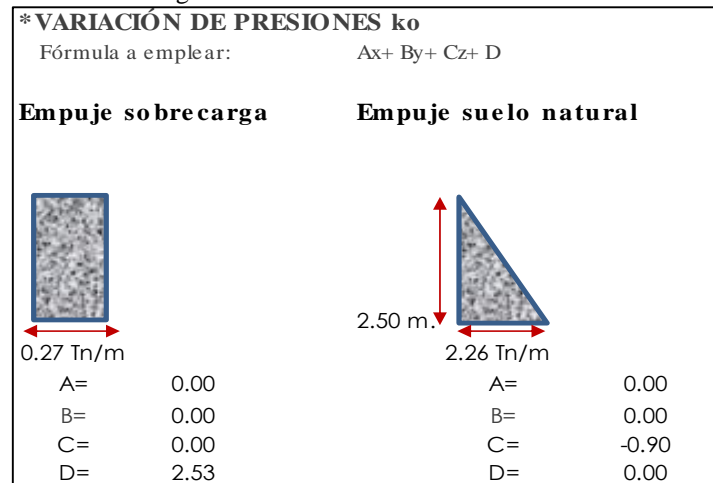 *VARIACIÓN DE PRESIONES ko
Fórmula a emplear: Ax+ By+ Cz+ D
Empuje sobrecarga Empuje suelo natural
2.50 m.
0.27 Tn/m 2.26 Tn/m
A= 0.00 A= 0.00
B= 0.00 B= 0.00
C= 0.00 C= -0.90
D= 2.53 D= 0.00